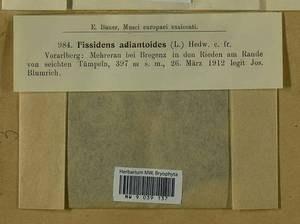 E. Bauer, Musci europaei exsiccati.
984. Fissidens adiantoides (L.) Hedw. c. fr.
Vorarlberg: Mehrerau bei Bregenz in den Rieden am Rande
von seichten Tümpeln, 397 m s. m., 26. März 1912 legit Jos.
Blumrich.
Herbarium MW, Bryophyta
MW 9 039 137